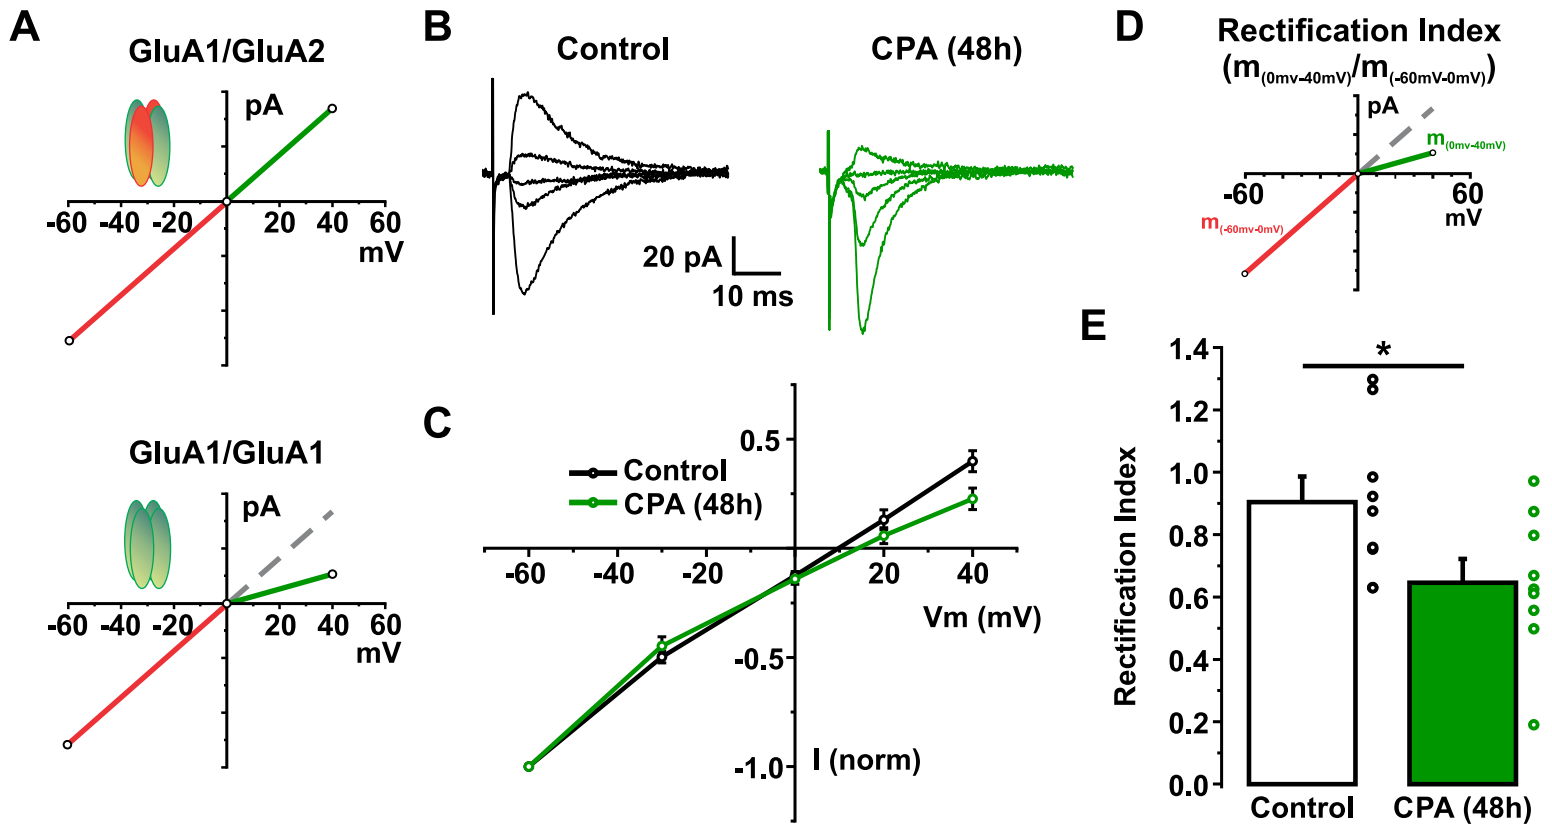 A
GluA1/GluA2
pA
-60 -40 -20 20 40 60
mV
GluA1/GluA1
pA
-60 -40 -20 20 40 60
mV
B
Control
CPA (48h)
20 pA
10 ms
C
Control
CPA (48h)
0.5
-60 -40 -20 0 20 40
Vm (mV)
-0.5
-1.0
I (norm)
D
Rectification Index
(m(0mv-40mV)/m(-60mV-0mV))
pA
m(0mv-40mV)
-60 60
mV
m(-60mv-0mV)
E
Rectification Index
1.4
1.2
1.0
0.8
0.6
0.4
0.2
0.0
*
Control CPA (48h)